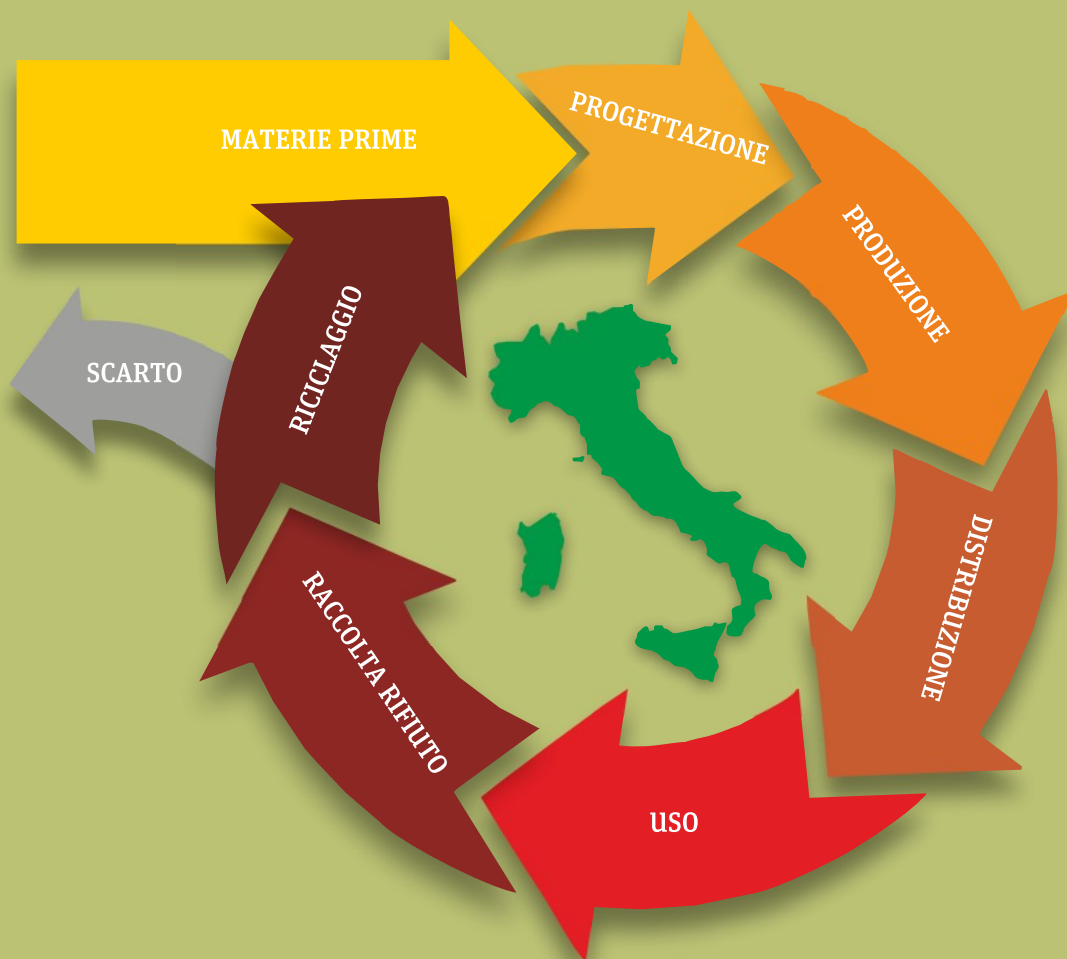 MATERIE PRIME
PROGETTAZIONE
PRODUZIONE
DISTRIBUZIONE
USO
RACCOLTA RIFIUTO
RICICLAGGIO
SCARTO